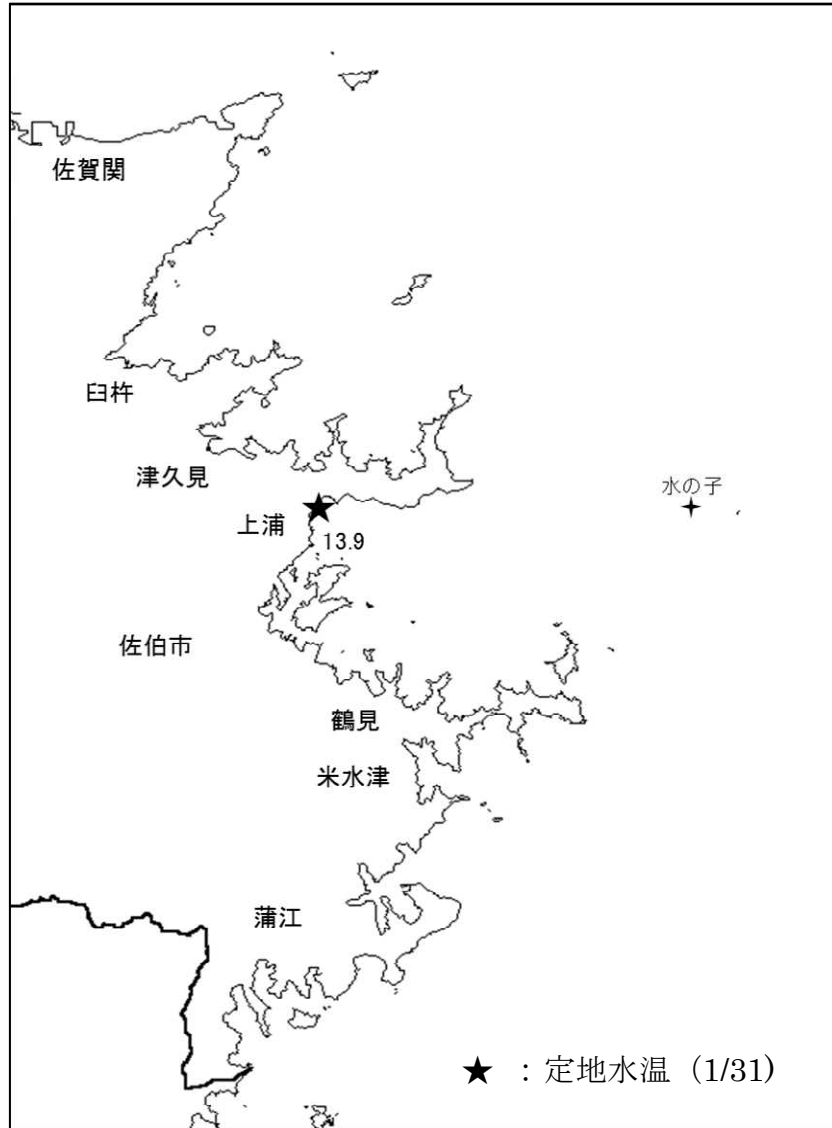 佐賀関
臼杵
津久見
水の子
上浦
13.9
佐伯市
鶴見
米水津
蒲江
★ : 定地水温 (1/31)